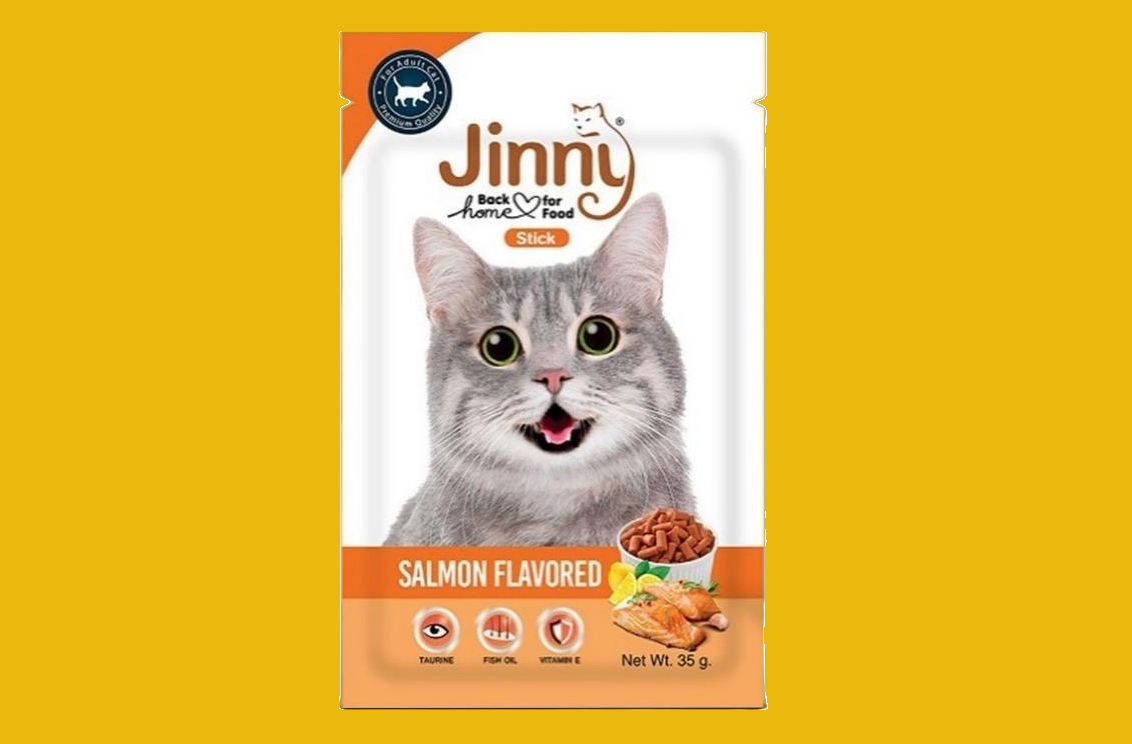 For Adult Cat
Premium Quality
Jinny®
Back for
home Food
Stick
SALMON FLAVORED
TAURINE FISH OIL VITAMIN E
Net Wt. 35 g.